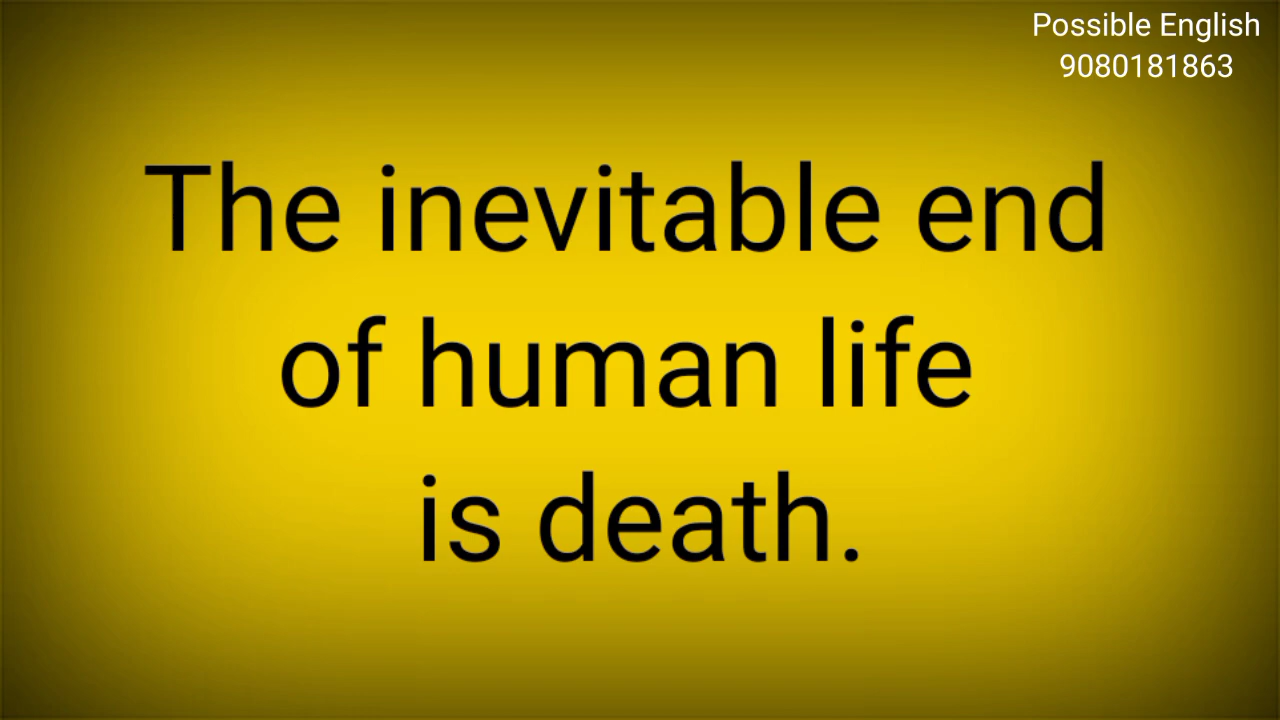 Possible English
9080181863
The inevitable end
of human life
is death.